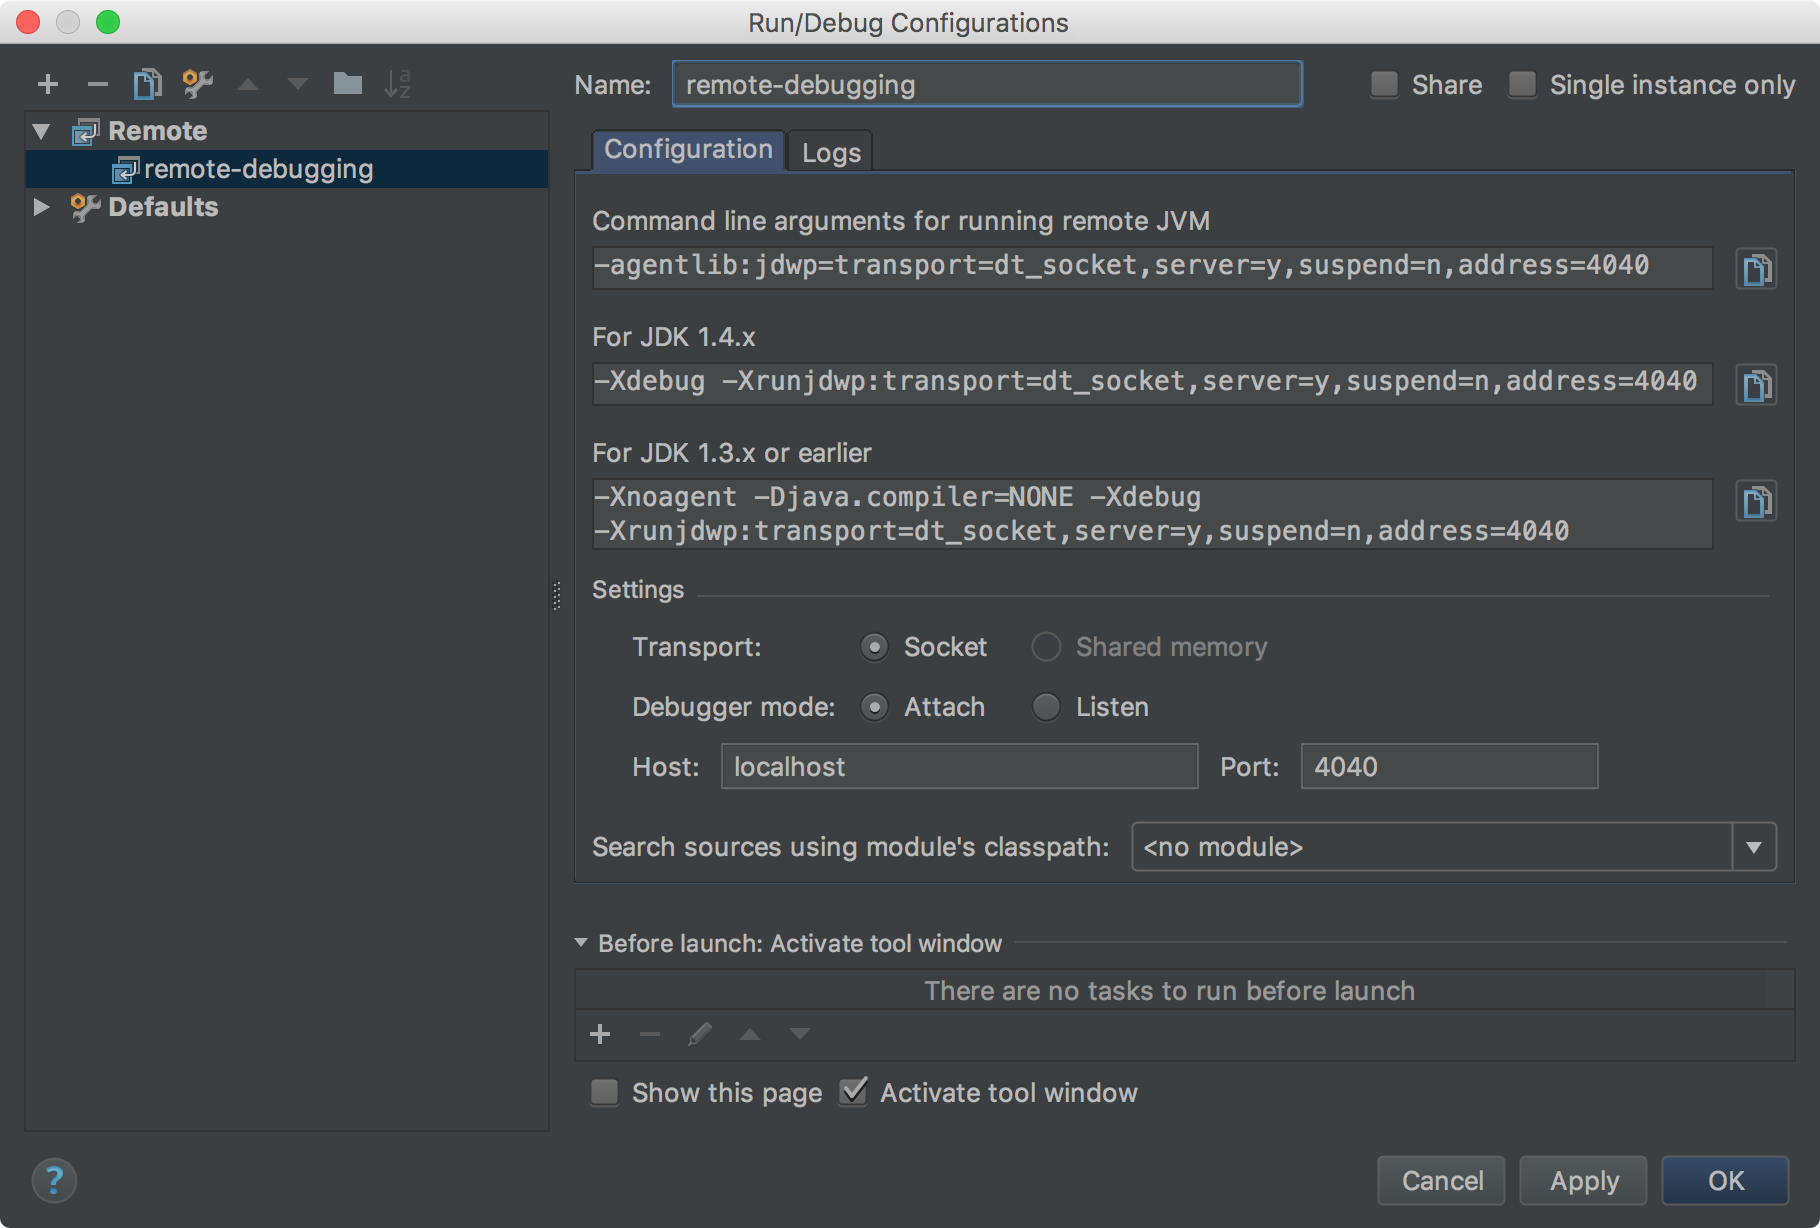 Run/Debug Configurations
Name: remote-debugging
Share
Single instance only
Remote
remote-debugging
Defaults
Configuration
Logs
Command line arguments for running remote JVM
-agentlib:jdwp=transport=dt_socket,server=y,suspend=n,address=4040
For JDK 1.4.x
-Xdebug -Xrunjdwp:transport=dt_socket,server=y,suspend=n,address=4040
For JDK 1.3.x or earlier
-Xnoagent -Djava.compiler=NONE -Xdebug
-Xrunjdwp:transport=dt_socket,server=y,suspend=n,address=4040
Settings
Transport: Socket Shared memory
Debugger mode: Attach Listen
Host: localhost Port: 4040
Search sources using module's classpath: <no module>
Before launch: Activate tool window
There are no tasks to run before launch
Show this page Activate tool window
?
Cancel Apply OK